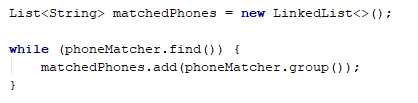 List<String> matchedPhones = new LinkedList<>();
while (phoneMatcher.find()) {
    matchedPhones.add(phoneMatcher.group());
}